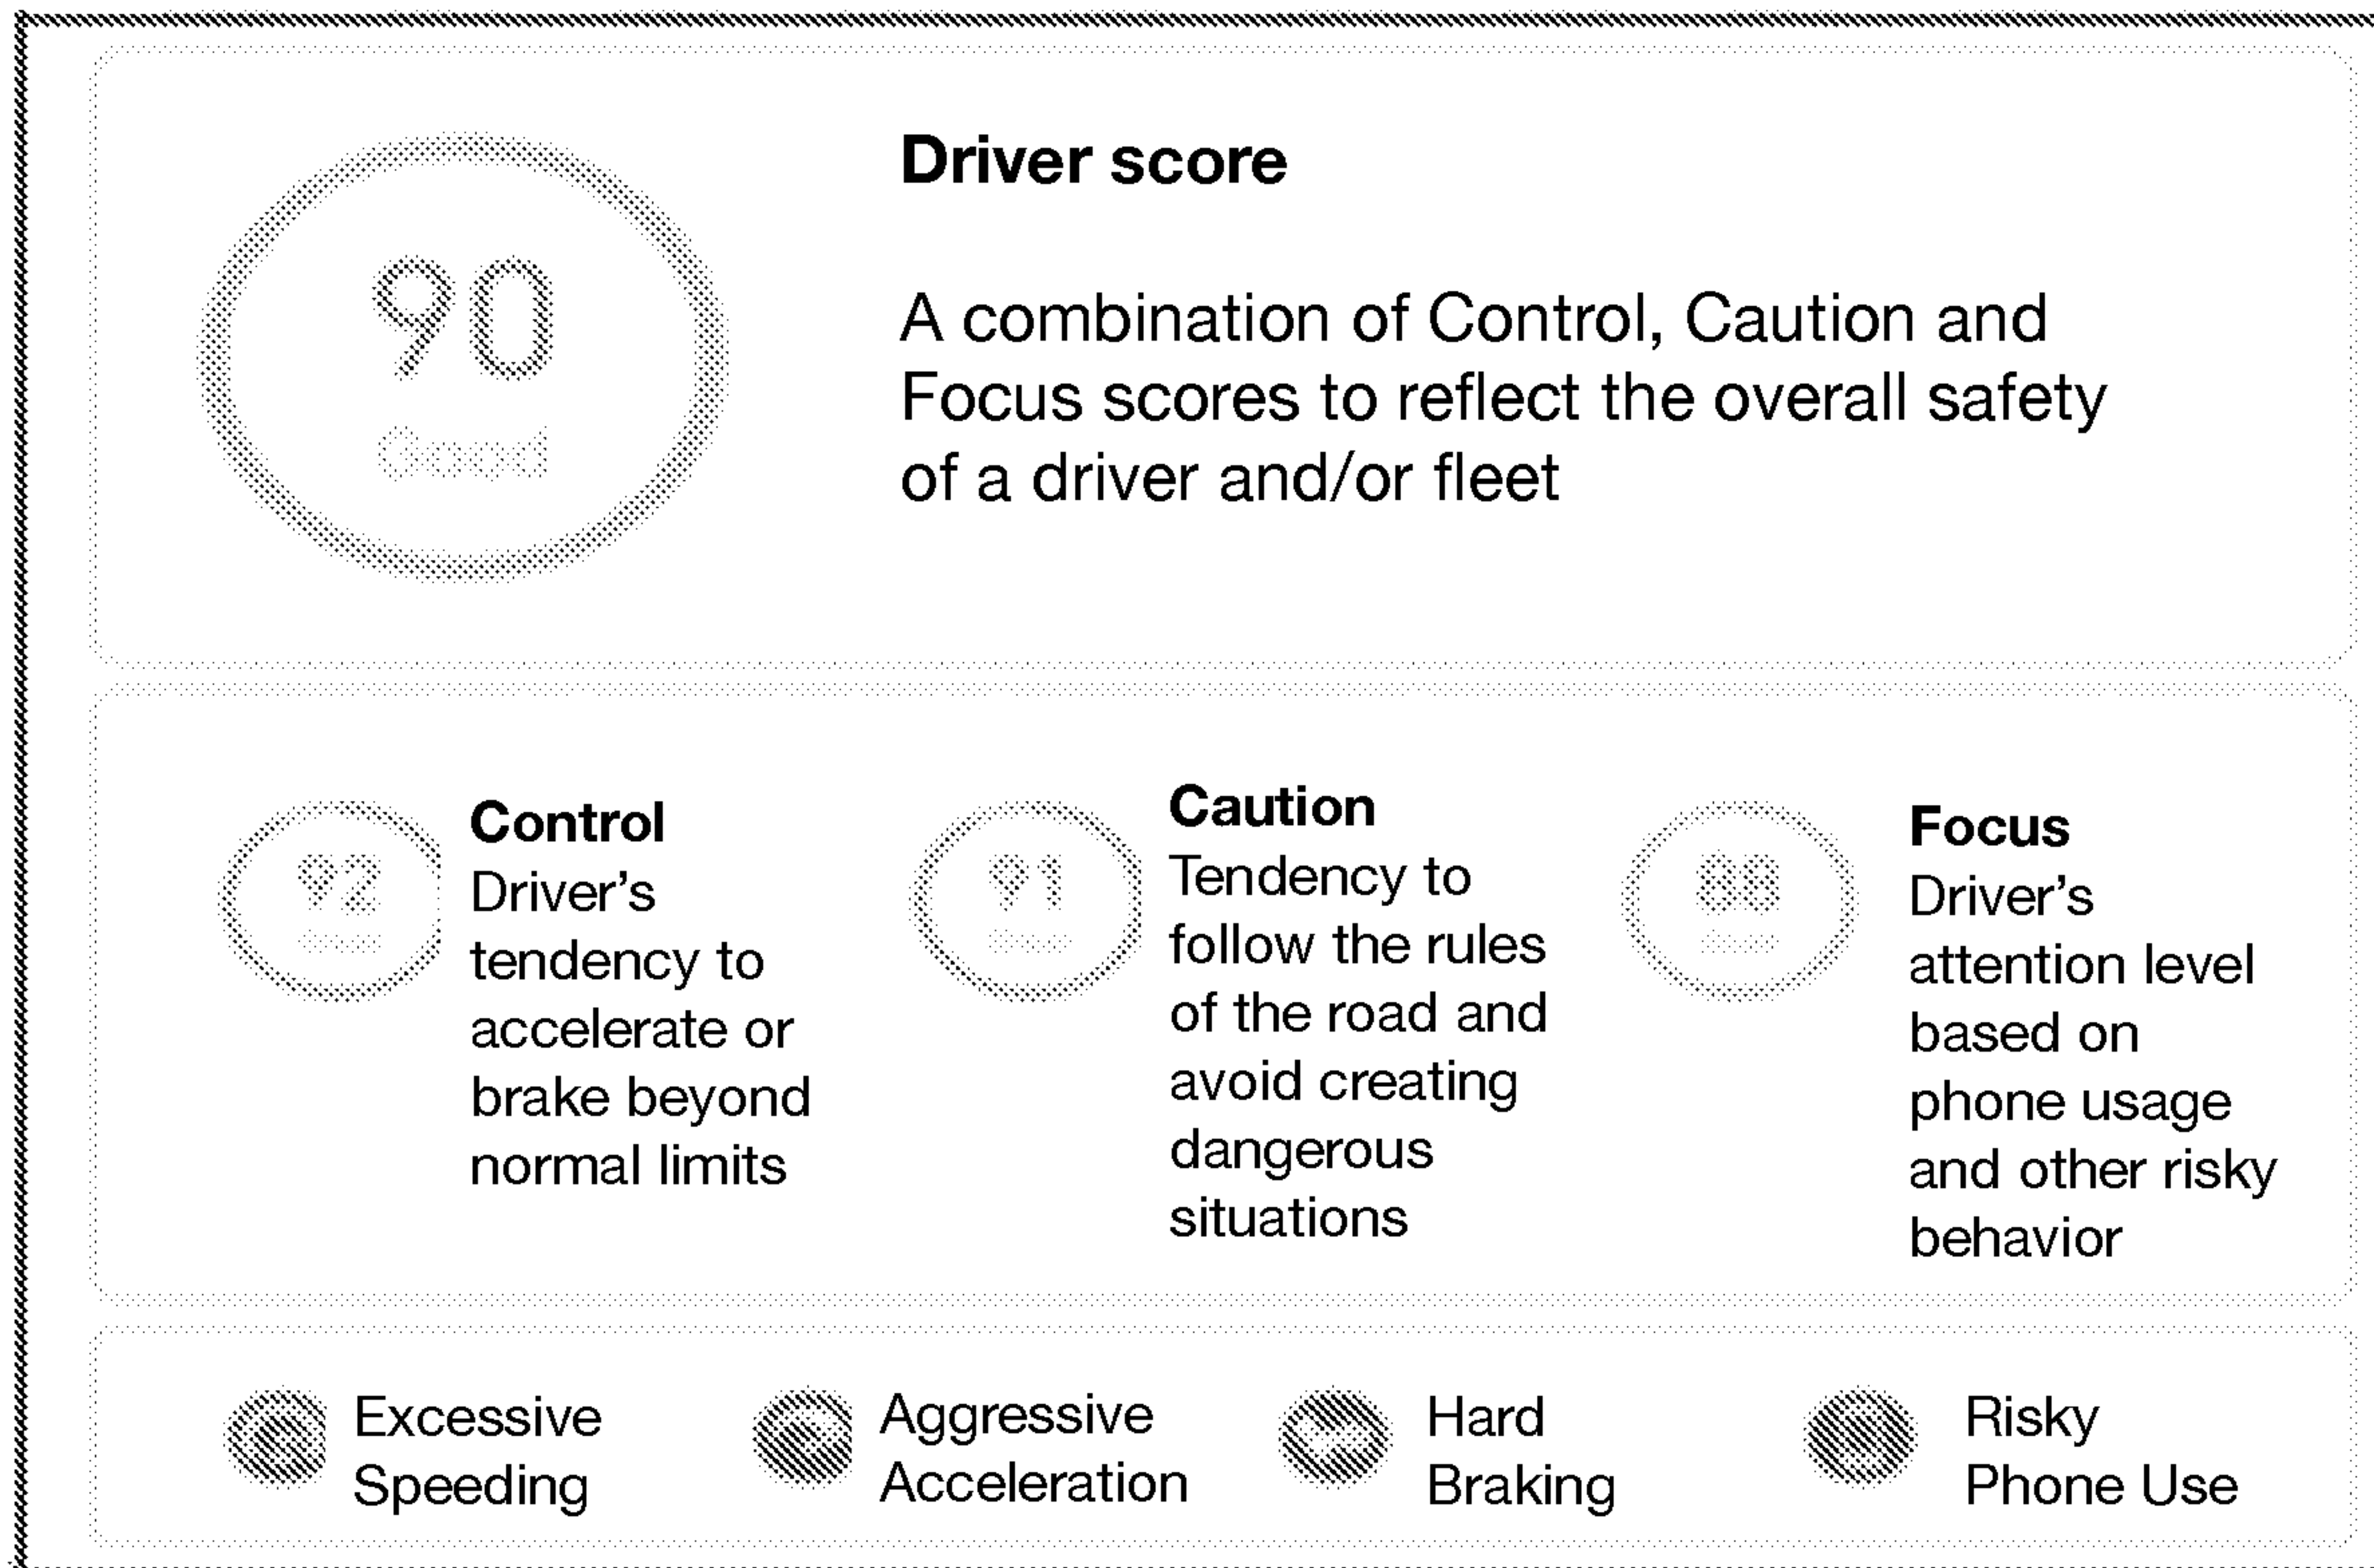 90
Good
Driver score
A combination of Control, Caution and
Focus scores to reflect the overall safety
of a driver and/or fleet
92
Control
Driver’s
tendency to
accelerate or
brake beyond
normal limits
91
Caution
Tendency to
follow the rules
of the road and
avoid creating
dangerous
situations
88
Focus
Driver’s
attention level
based on
phone usage
and other risky
behavior
Excessive
Speeding
Aggressive
Acceleration
Hard
Braking
Risky
Phone Use